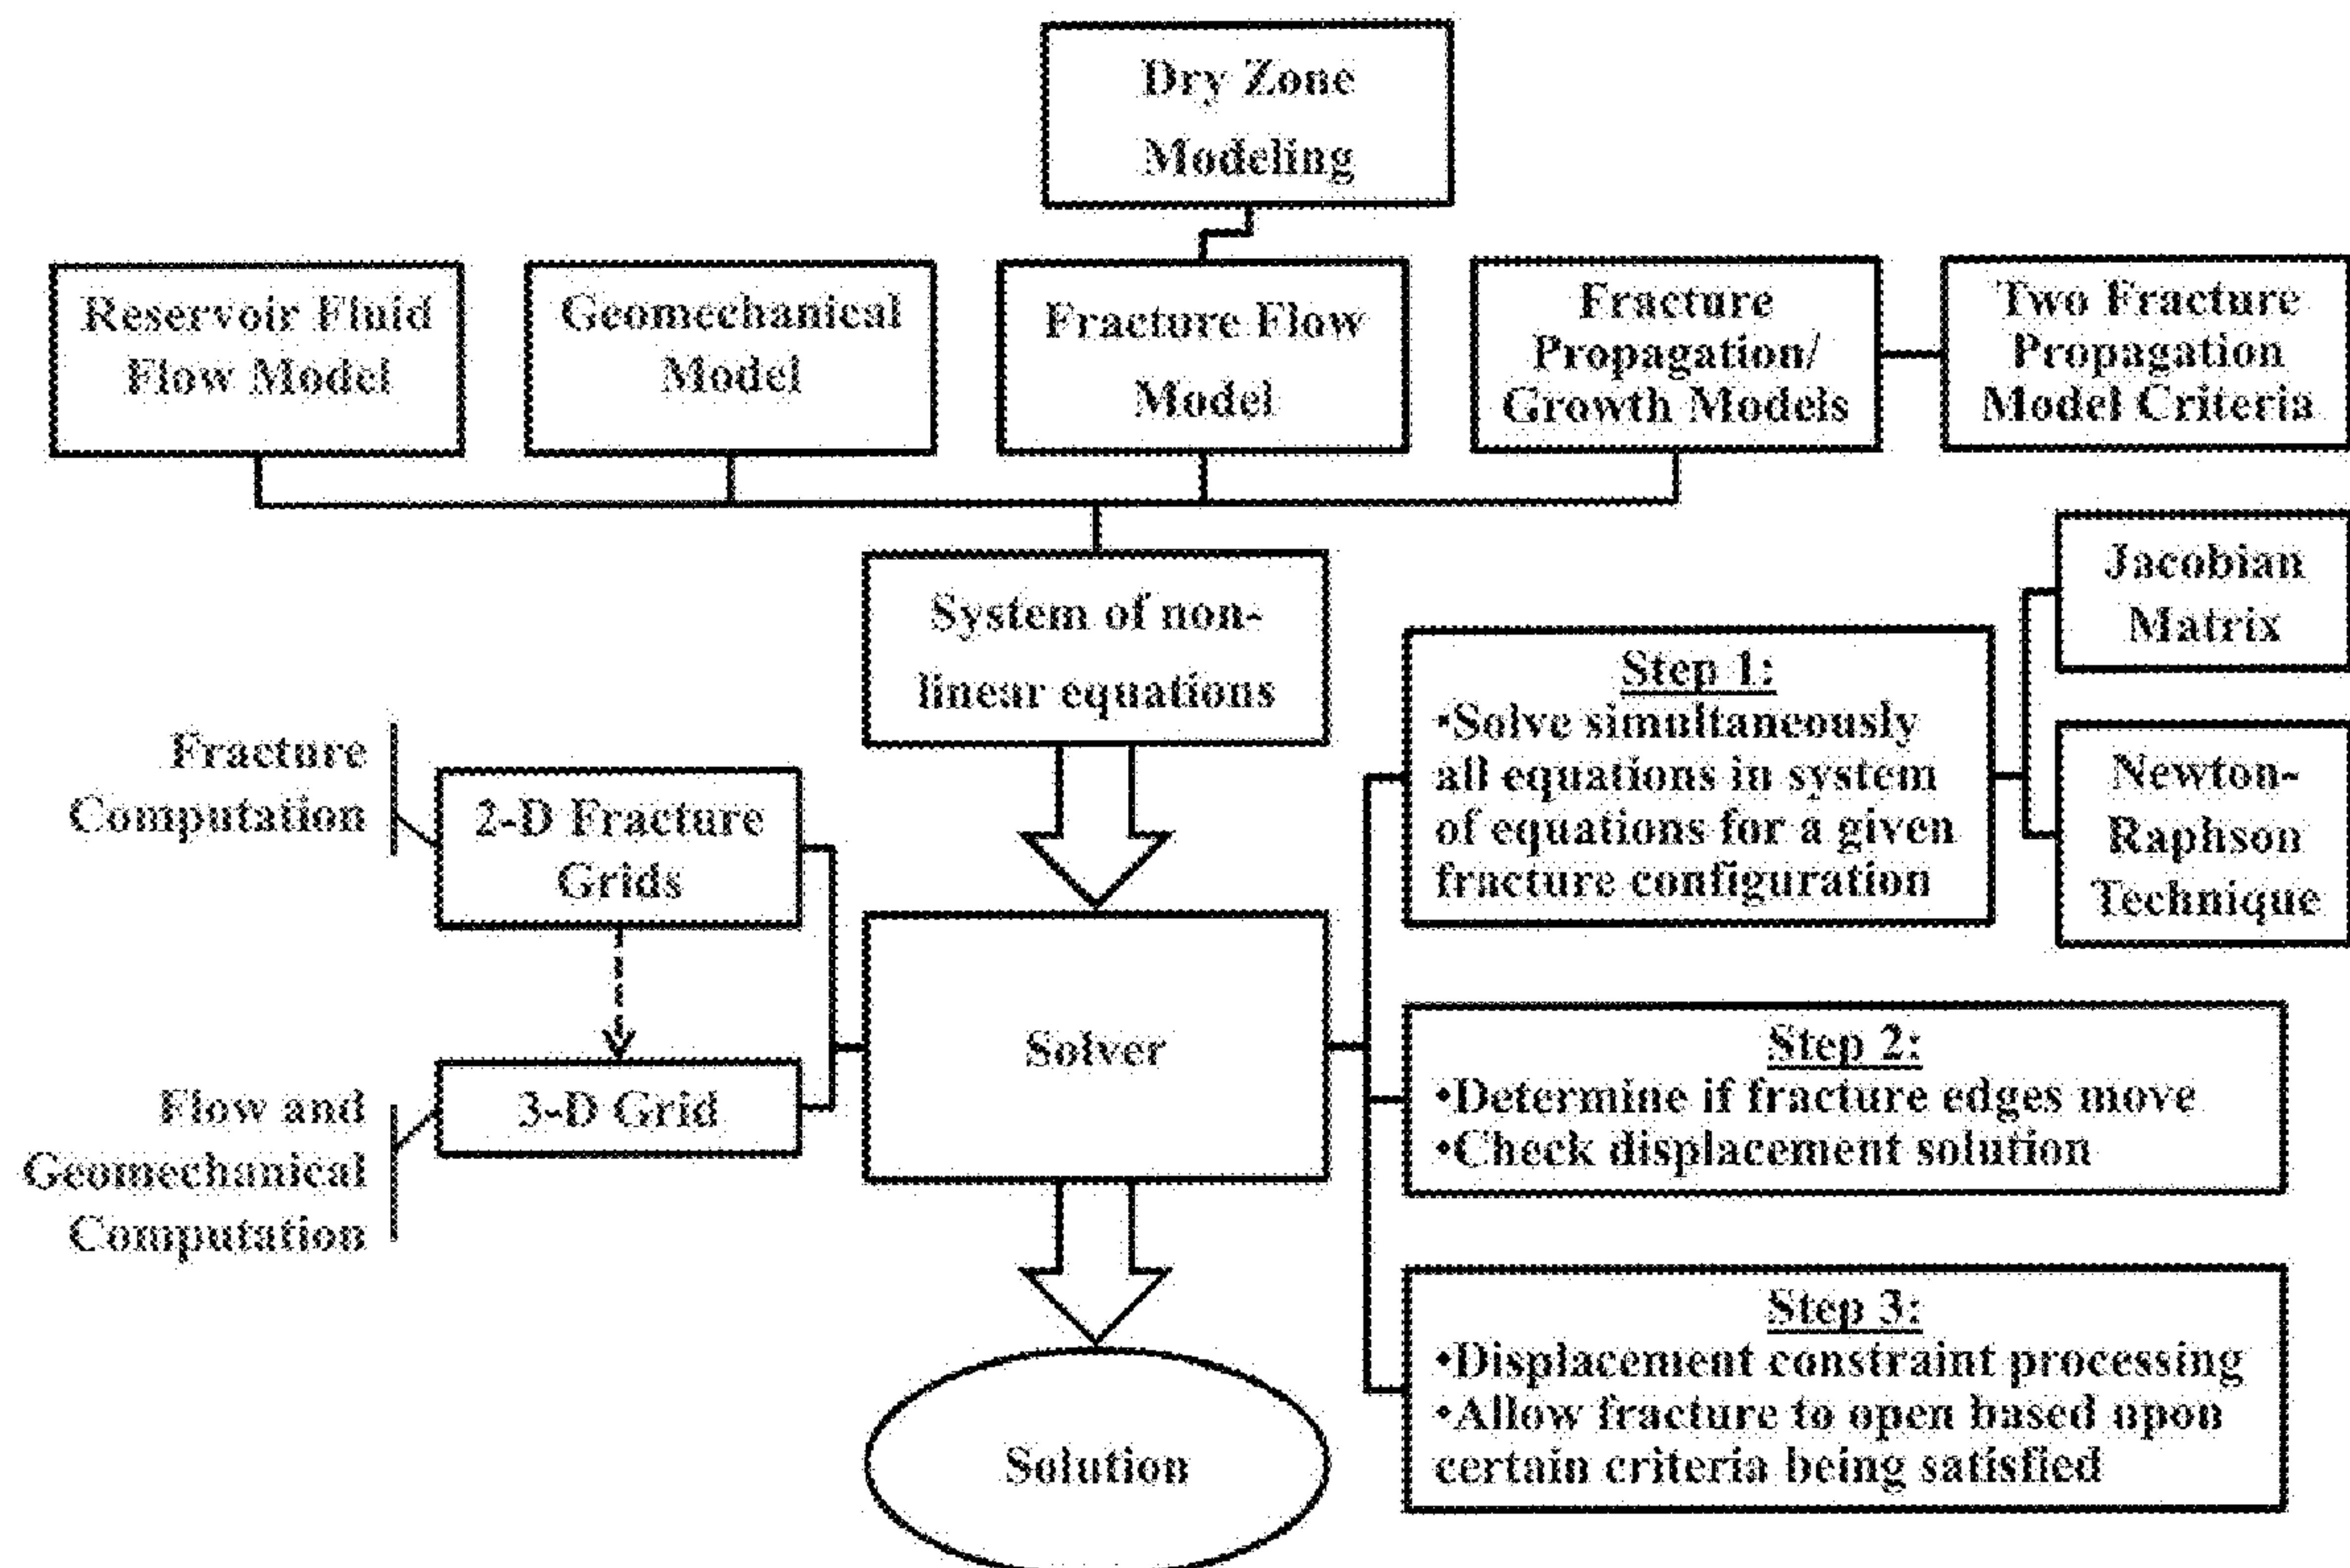 Dry Zone
Modeling
Reservoir Fluid
Flow Model
Geomechanical
Model
Fracture Flow
Model
Fracture
Propagation/
Growth Models
Two Fracture
Propagation
Model Criteria
System of non-
linear equations
Jacobian
Matrix
Newton-
Raphson
Technique
Step 1:
•Solve simultaneously
all equations in system
of equations for a given
fracture configuration
Fracture
Computation
2-D Fracture
Grids
Flow and
Geomechanical
Computation
3-D Grid
Solver
Step 2:
•Determine if fracture edges move
•Check displacement solution
Step 3:
•Displacement constraint processing
•Allow fracture to open based upon
certain criteria being satisfied
Solution